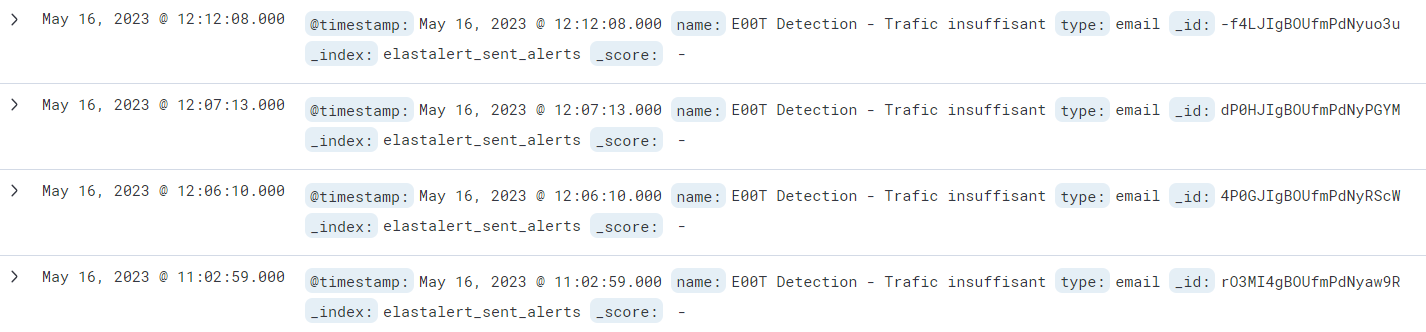 May 16, 2023 @ 12:12:08.000 @timestamp: May 16, 2023 @ 12:12:08.000 name: E00T Detection - Trafic insuffisant type: email _id: -f4LJIgBOUfmPdNyuo3u
_index: elastalert_sent_alerts _score: -
May 16, 2023 @ 12:07:13.000 @timestamp: May 16, 2023 @ 12:07:13.000 name: E00T Detection - Trafic insuffisant type: email _id: dP0HJIgBOUfmPdNyPGYM
_index: elastalert_sent_alerts _score: -
May 16, 2023 @ 12:06:10.000 @timestamp: May 16, 2023 @ 12:06:10.000 name: E00T Detection - Trafic insuffisant type: email _id: 4P0GJIgBOUfmPdNyRScW
_index: elastalert_sent_alerts _score: -
May 16, 2023 @ 11:02:59.000 @timestamp: May 16, 2023 @ 11:02:59.000 name: E00T Detection - Trafic insuffisant type: email _id: rO3MI4gBOUfmPdNyaw9R
_index: elastalert_sent_alerts _score: -